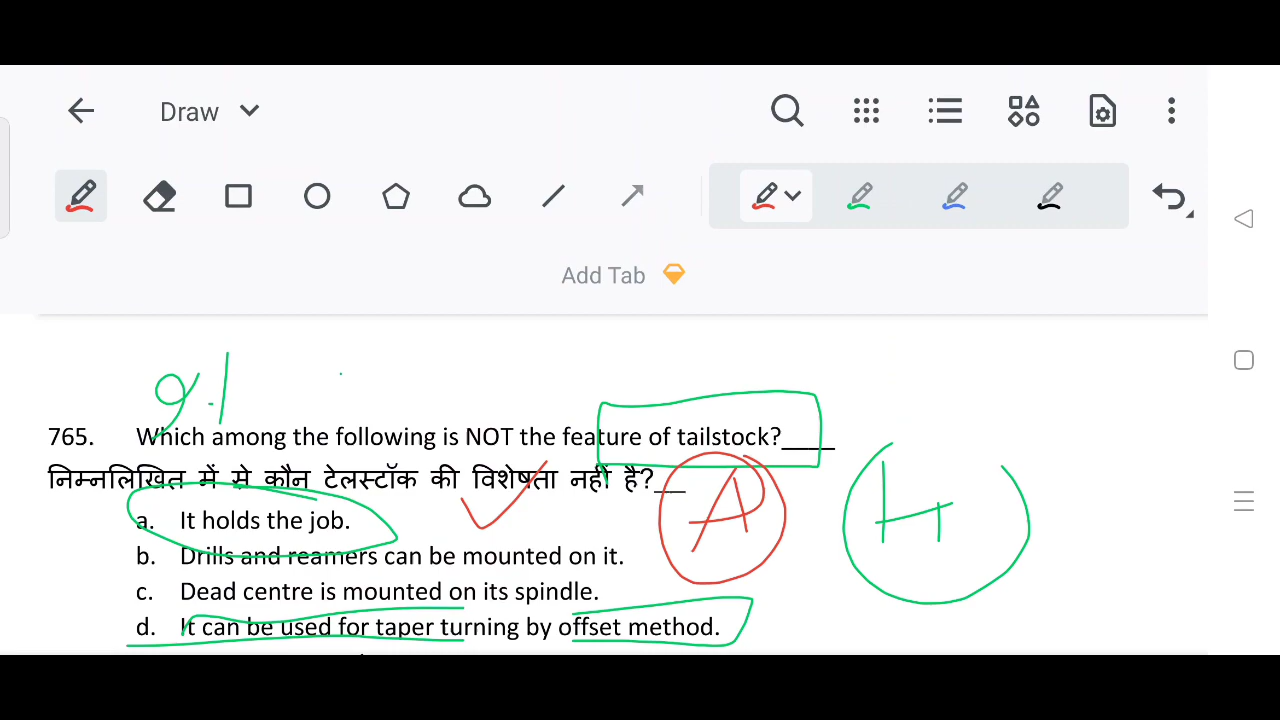 Draw
Add Tab
765. Which among the following is NOT the feature of tailstock?____
निम्नलिखित में से कौन टेलस्टॉक की विशेषता नहीं है?__
a. It holds the job.
A
b. Drills and reamers can be mounted on it.
c. Dead centre is mounted on its spindle.
d. It can be used for taper turning by offset method.